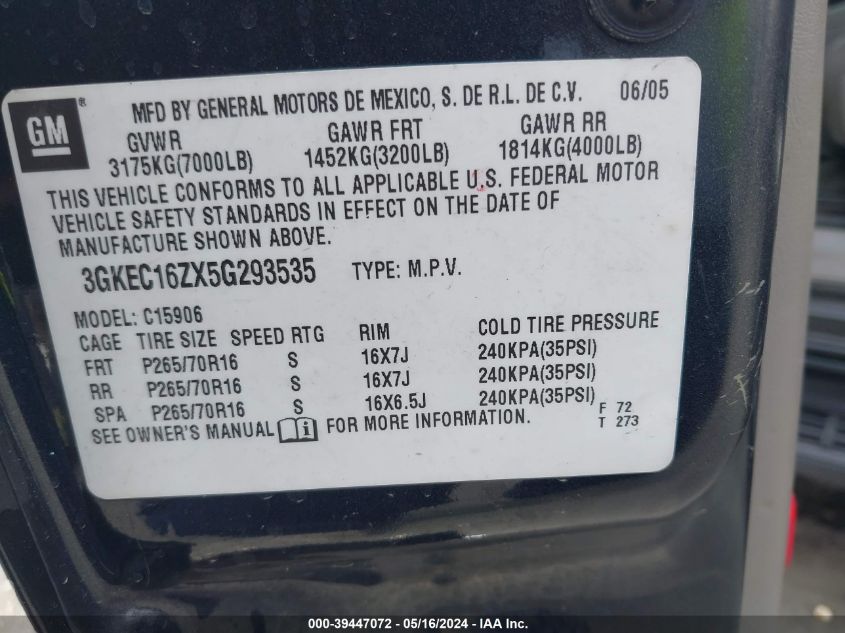 GM ® MFD BY GENERAL MOTORS DE MEXICO, S. DE R.L. DE C.V. 06/05
GVWR GAWR FRT GAWR RR
3175KG(7000LB) 1452KG(3200LB) 1814KG(4000LB)
THIS VEHICLE CONFORMS TO ALL APPLICABLE U.S. FEDERAL MOTOR
VEHICLE SAFETY STANDARDS IN EFFECT ON THE DATE OF
MANUFACTURE SHOWN ABOVE.
3GKEC16ZX5G293535 TYPE: M.P.V.
MODEL: C15906
CAGE TIRE SIZE SPEED RTG RIM COLD TIRE PRESSURE
FRT P265/70R16 S 16X7J 240KPA(35PSI)
RR P265/70R16 S 16X7J 240KPA(35PSI)
SPA P265/70R16 S 16X6.5J 240KPA(35PSI)
SEE OWNER'S MANUAL i FOR MORE INFORMATION.
F 72
T 273
000-39447072 - 05/16/2024 - IAA Inc.